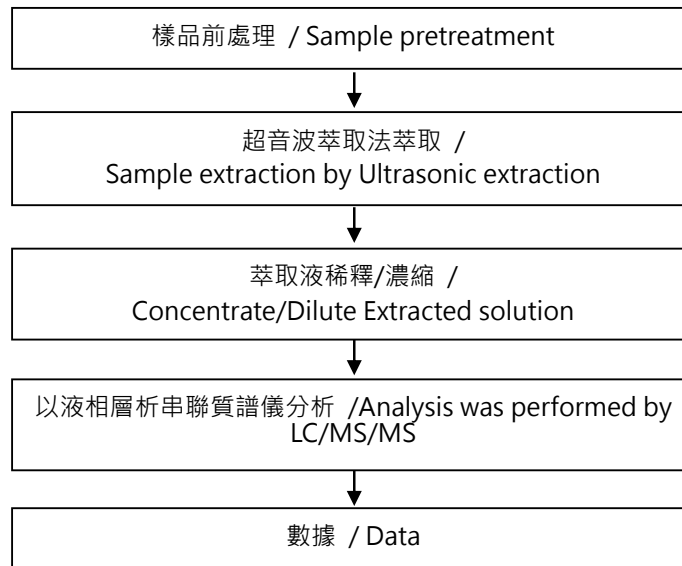 樣品前處理 / Sample pretreatment
超音波萃取法萃取 /
Sample extraction by Ultrasonic extraction
萃取液稀釋/濃縮 /
Concentrate/Dilute Extracted solution
以液相層析串聯質譜儀分析 /Analysis was performed by
LC/MS/MS
數據 / Data